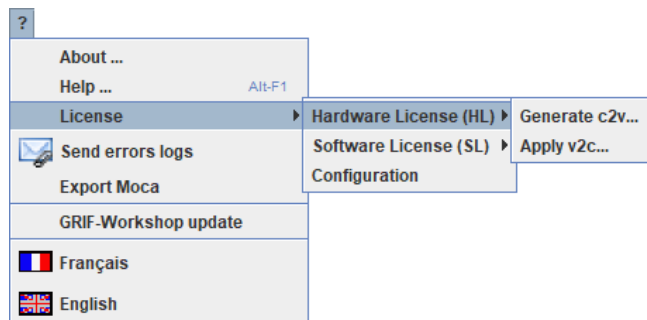 ?
About ...
Help ... Alt-F1
License
Hardware License (HL)
Generate c2v...
Software License (SL)
Apply v2c...
Configuration
Send errors logs
Export Moca
GRIF-Workshop update
Français
English